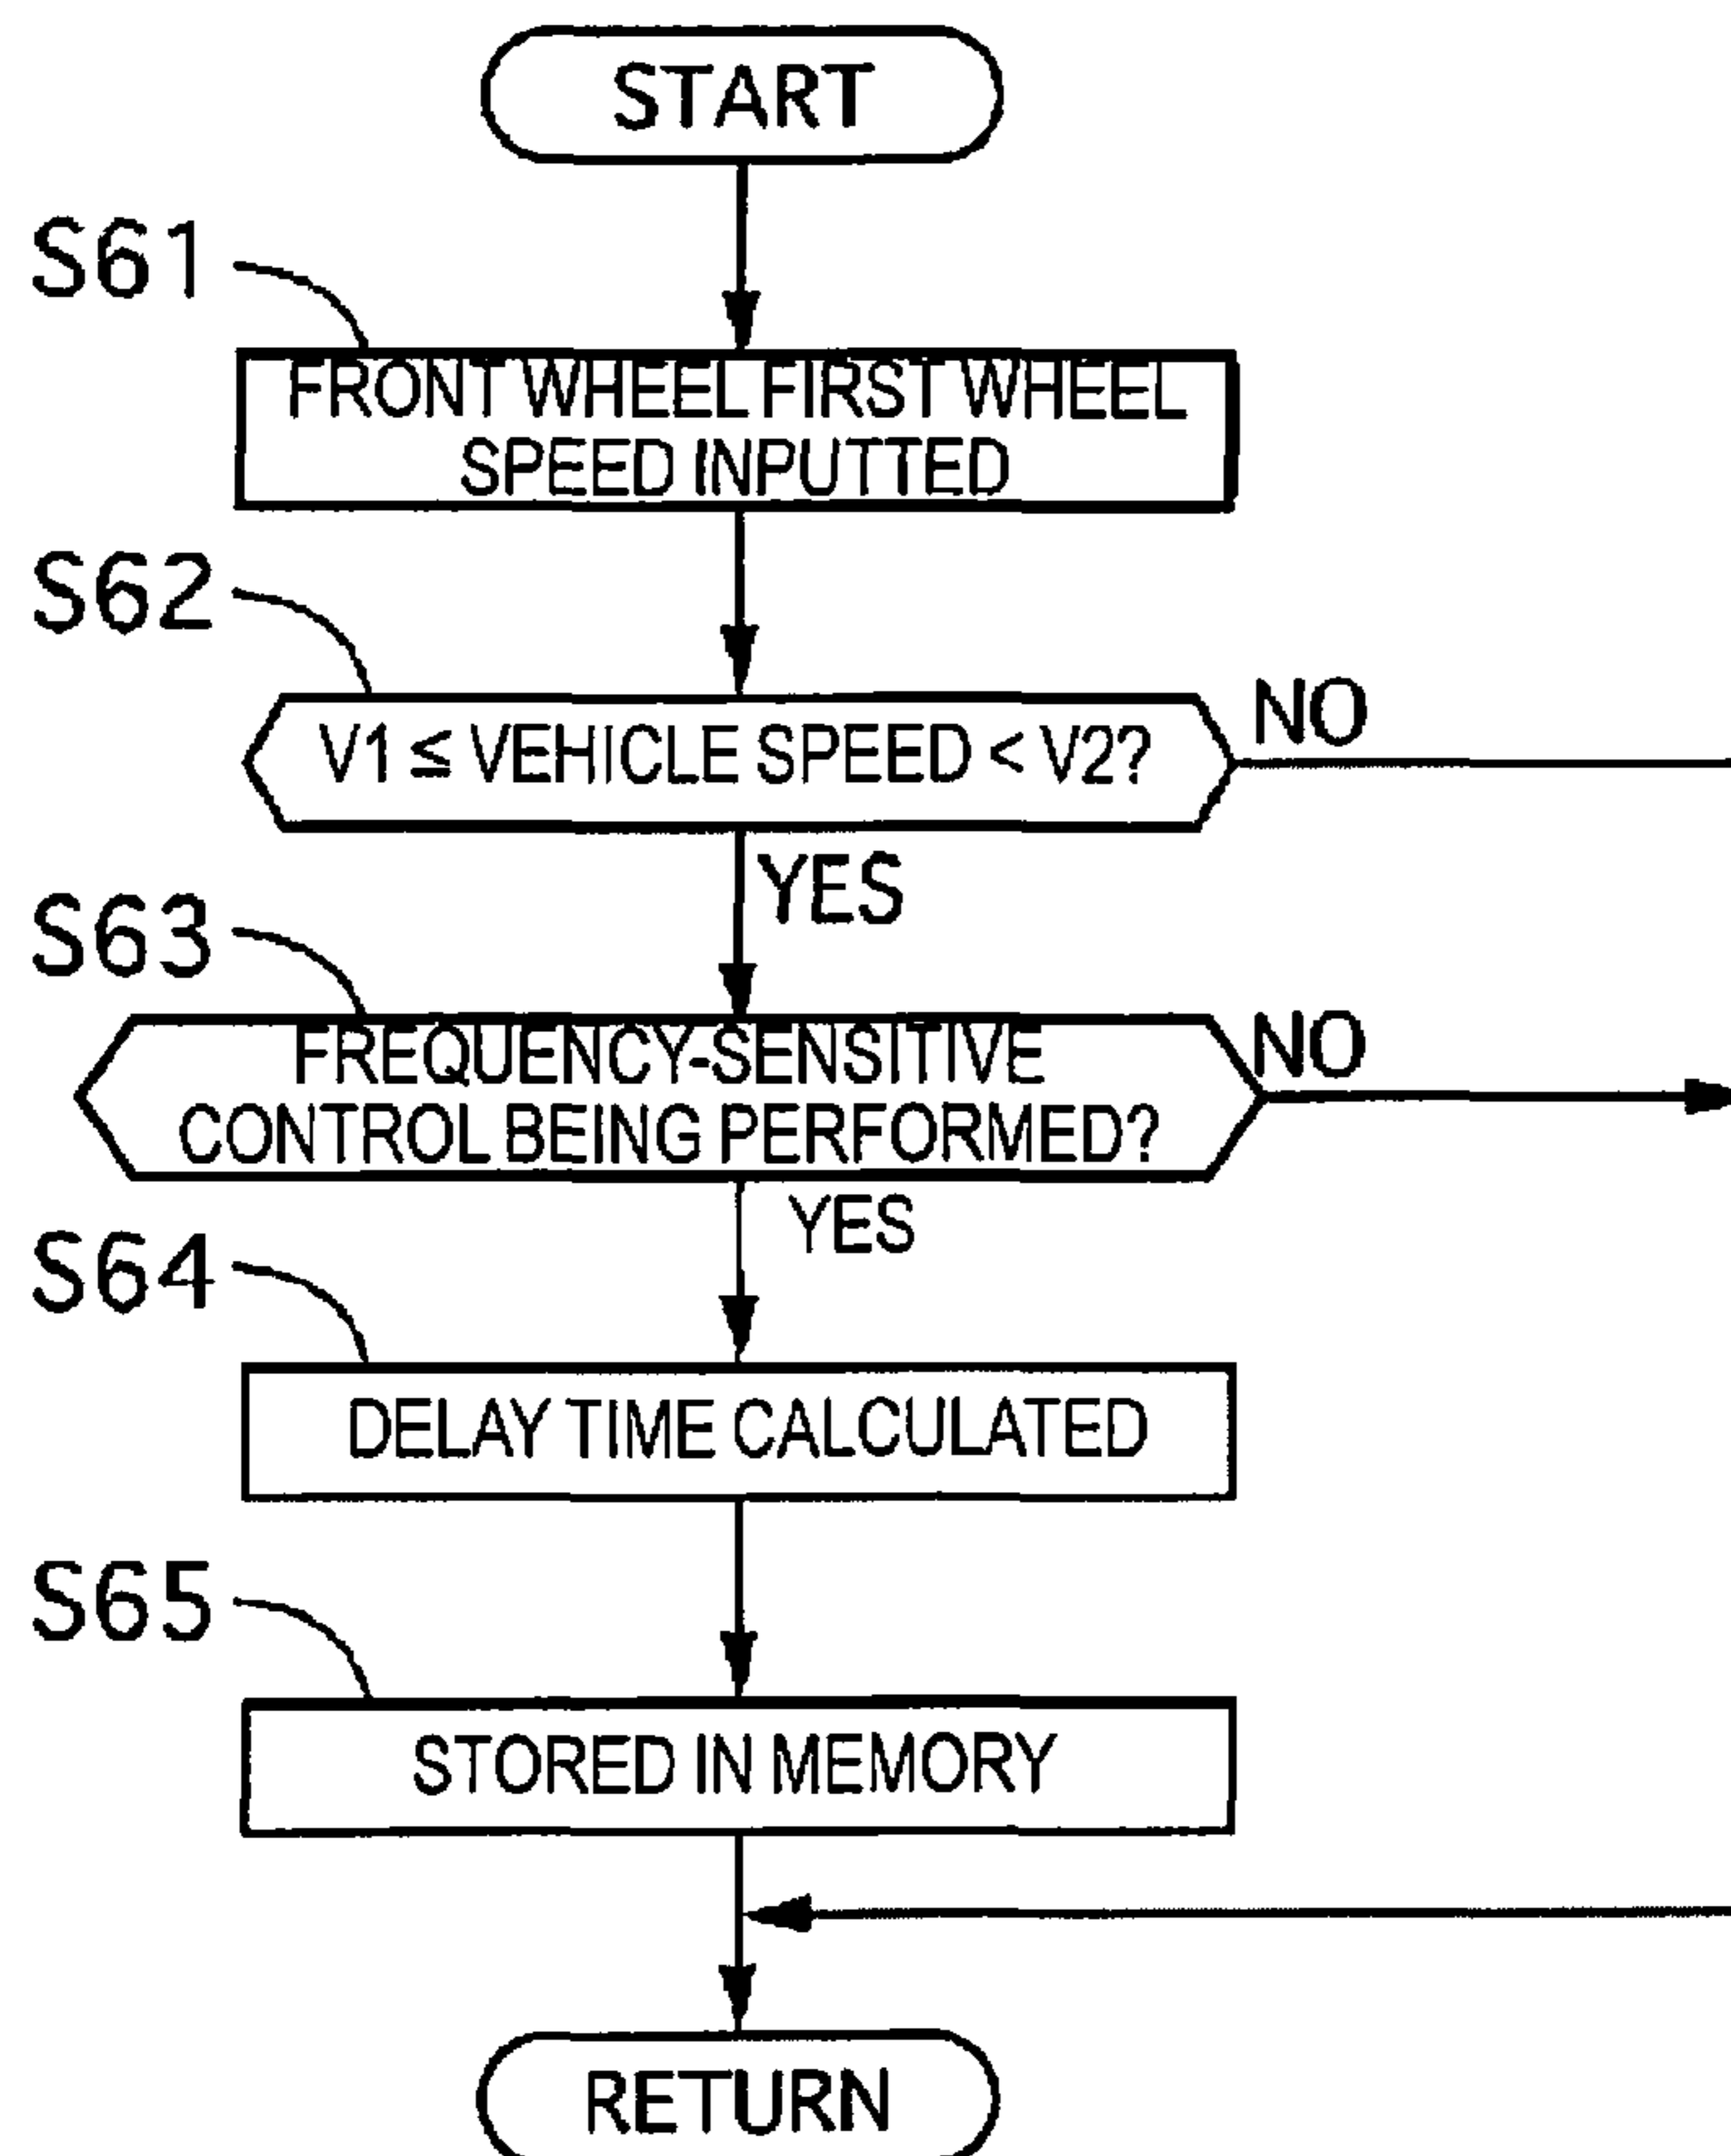 START
S61
FRONT WHEEL FIRST WHEEL
SPEED INPUTTED
S62
V1 ≤ VEHICLE SPEED < V2?
NO
YES
S63
FREQUENCY-SENSITIVE
CONTROL BEING PERFORMED?
NO
YES
S64
DELAY TIME CALCULATED
S65
STORED IN MEMORY
RETURN